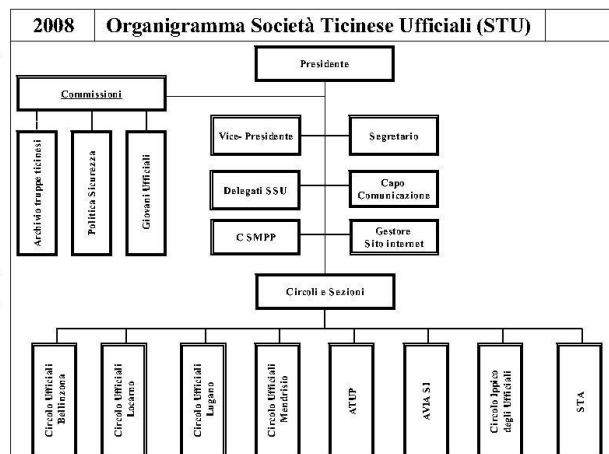 2008 Organigramma Società Ticinese Ufficiali (STU)
Presidente
Commissioni
Archivio truppe ticinesi
Politica Sicurezza
Giovani Ufficiali
Vice- Presidente
Segretario
Delegati SSU
Capo
Comunicazione
C SMPP
Gestore
Sito internet
Circoli e Sezioni
Circolo Ufficiali
Bellinzona
Circolo Ufficiali
Locarno
Circolo Ufficiali
Lugano
Circolo Ufficiali
Mendrisio
ATUP
AVIA SI
Circolo Ippico
degli Ufficiali
STA